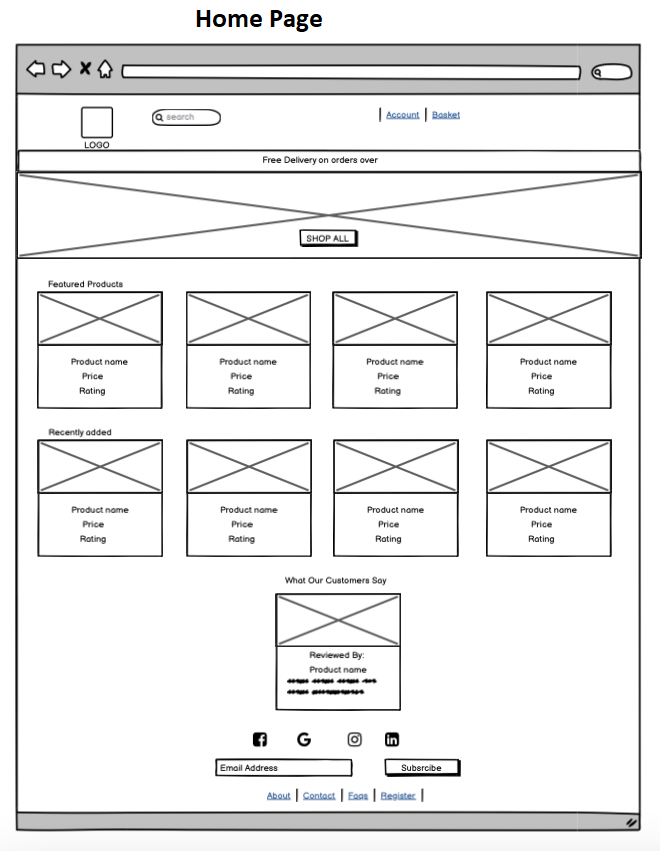 Home Page
search
Account Basket
LOGO
Free Delivery on orders over
SHOP ALL
Featured Products
Product name Product name Product name Product name
Price Price Price Price
Rating Rating Rating Rating
Recently added
Product name Product name Product name Product name
Price Price Price Price
Rating Rating Rating Rating
What Our Customers Say
Reviewed By:
Product name
Email Address Subsrcibe
About Contact Faqs Register